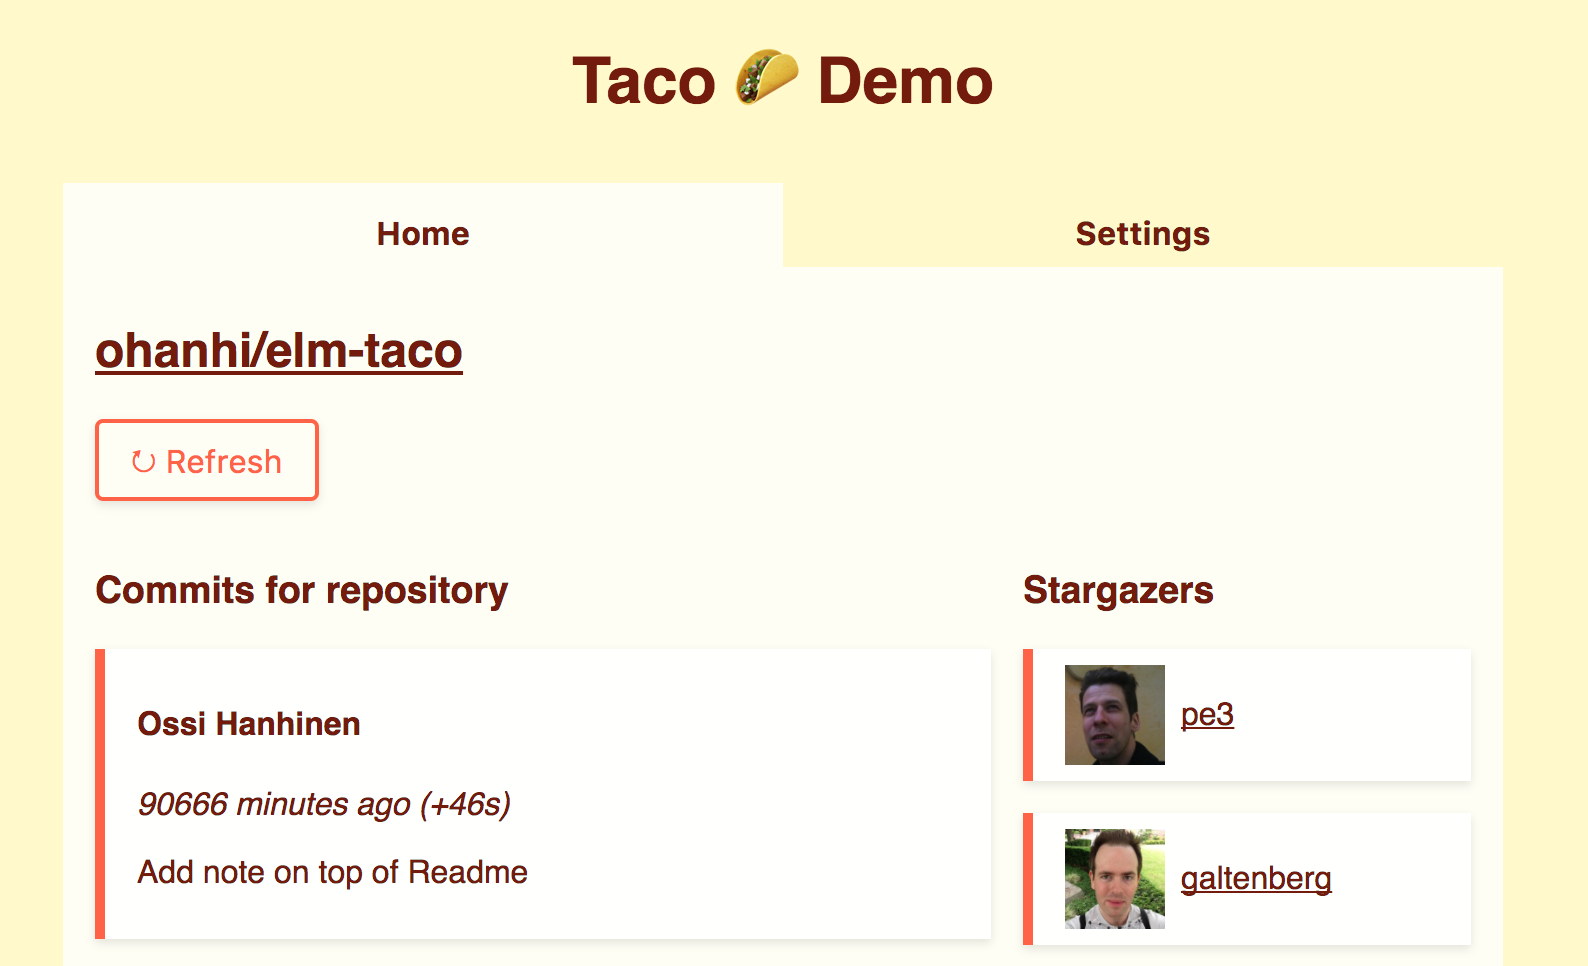 Taco 🌮 Demo
Home
Settings
ohanhi/elm-taco
↻ Refresh
Commits for repository
Ossi Hanhinen
90666 minutes ago (+46s)
Add note on top of Readme
Stargazers
pe3
galtenberg